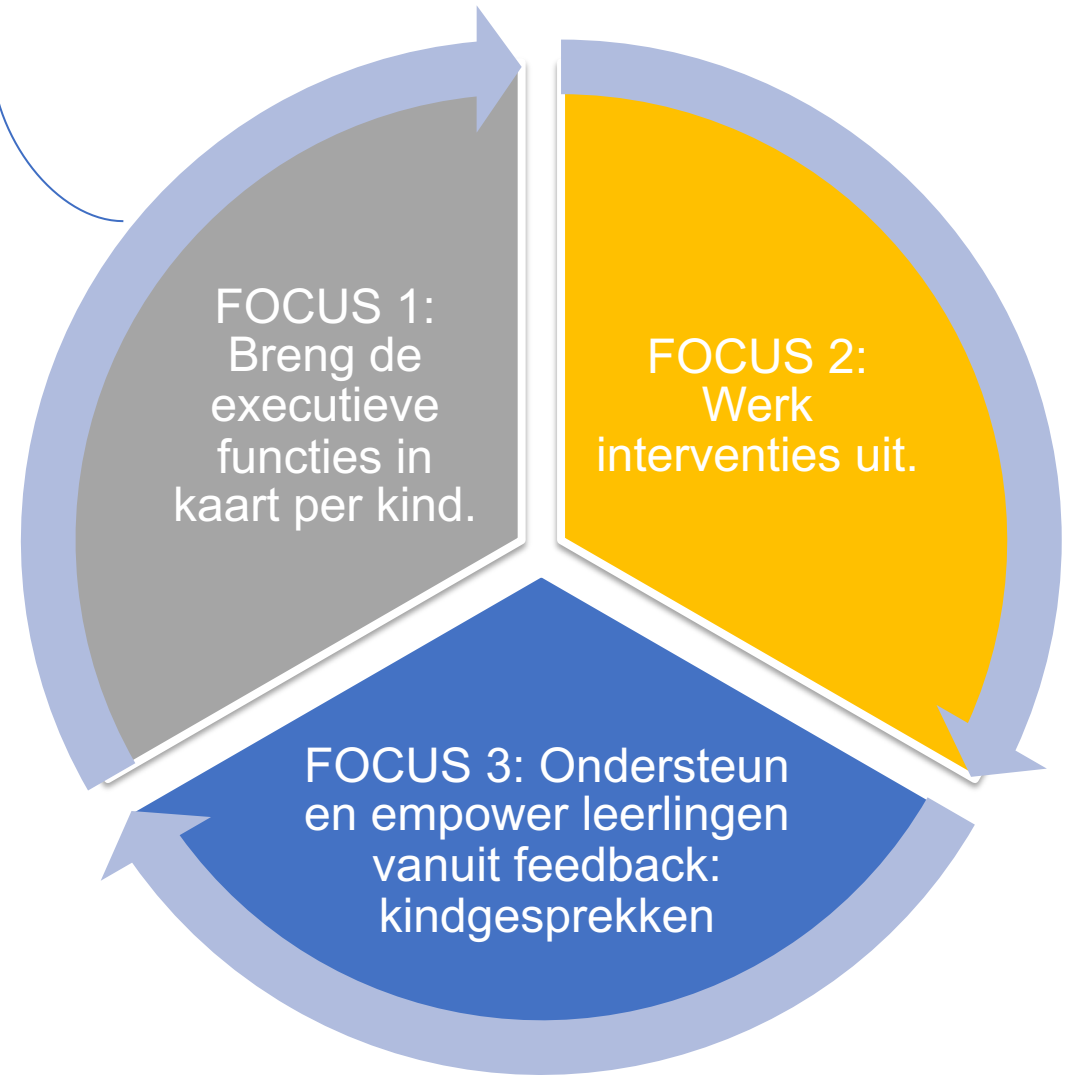 FOCUS 1:
Breng de
executieve
functies in
kaart per kind.
FOCUS 2:
Werk
interventies uit.
FOCUS 3: Ondersteun
en empower leerlingen
vanuit feedback:
kindgesprekken